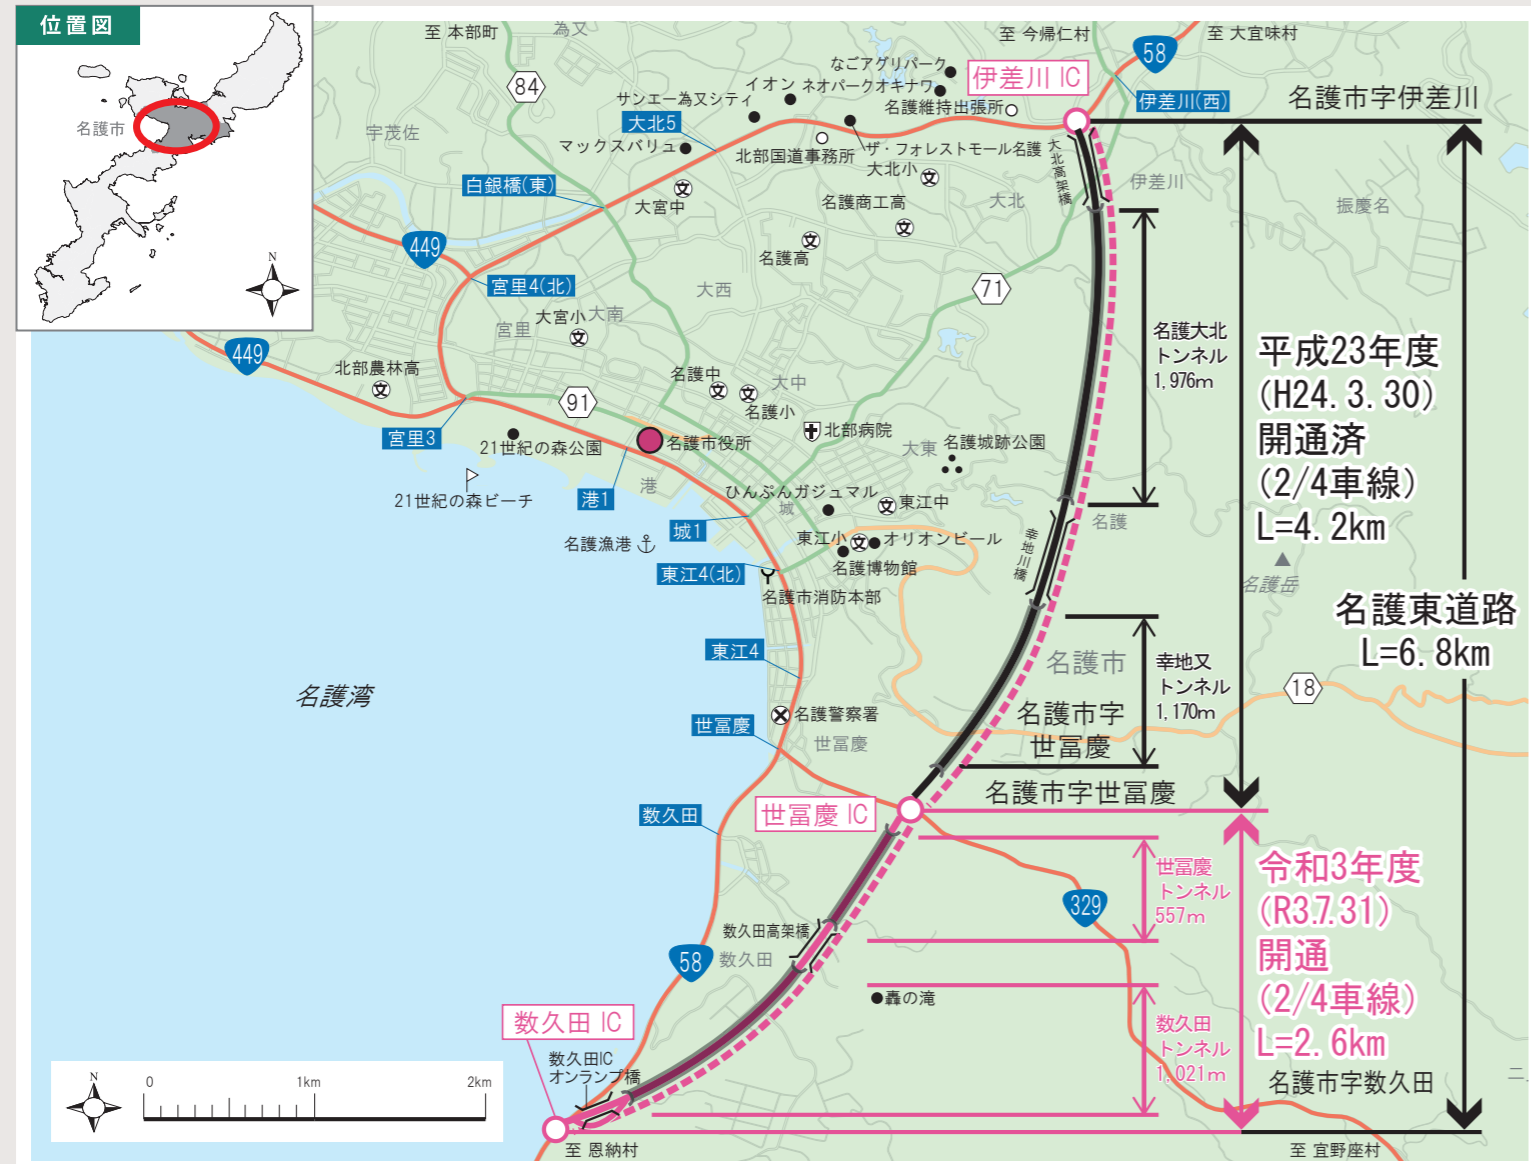 位置図
名護市
N
至 本部町
為又
至 今帰仁村
58
至 大宜味村
84
なごアグリパーク
イオン
ネオパークオキナワ
伊差川 IC
伊差川(西)
名護市字伊差川
サンエー為又シティ
名護維持出張所
大北5
宇茂佐
マックスバリュ
北部国道事務所
ザ・フォレストモール名護
大北小
大北高架橋
伊差川
白銀橋(東)
大宮中
名護商工高
大北
振慶名
449
名護高
宮里4(北)
大西
71
大宮小
大南
宮里
名護大北
トンネル
1,976m
平成23年度
(H24.3.30)
開通済
(2/4車線)
L=4.2km
449
北部農林高
名護中
大中
91
名護小
宮里3
21世紀の森公園
名護市役所
北部病院
大東
名護城跡公園
21世紀の森ビーチ
港1
港
ひんぷんガジュマル
城
東江中
名護
城1
名護漁港
東江小
オリオンビール
幸地川橋
名護博物館
東江4(北)
名護市消防本部
名護岳
名護東道路
L=6.8km
東江4
名護市
幸地又
トンネル
1,170m
18
名護湾
名護警察署
名護市字
世冨慶
世冨慶
世冨慶
数久田
世冨慶 IC
名護市字世冨慶
世冨慶
トンネル
557m
329
令和3年度
(R3.7.31)
開通
(2/4車線)
L=2.6km
数久田高架橋
58
数久田
轟の滝
数久田 IC
数久田
トンネル
1,021m
数久田IC
オンランプ橋
名護市字数久田
N
0
1km
2km
至 恩納村
至 宜野座村